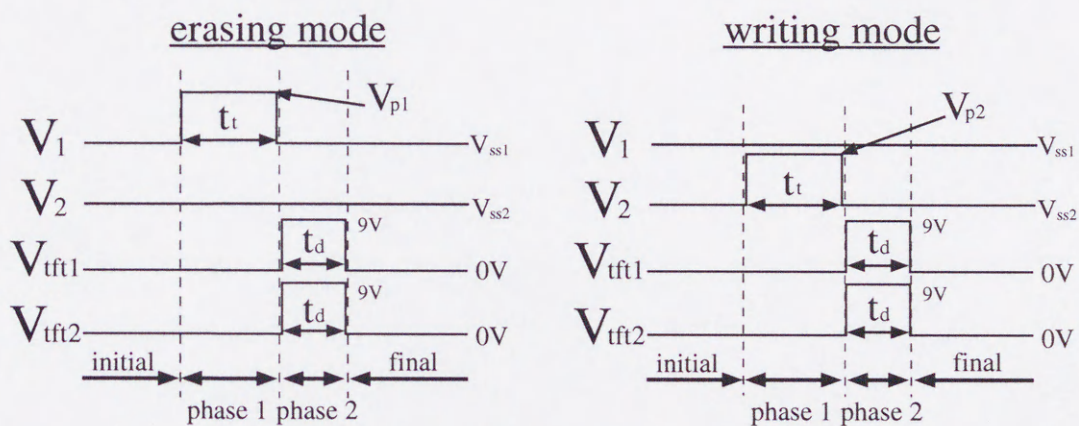 erasing mode
V1
tt
Vp1
Vss1
V2
Vss2
Vtft1
td
9V
0V
Vtft2
td
9V
0V
initial
final
phase 1 phase 2
writing mode
Vp2
V1
Vss1
V2
tt
Vss2
Vtft1
td
9V
0V
Vtft2
td
9V
0V
initial
final
phase 1 phase 2